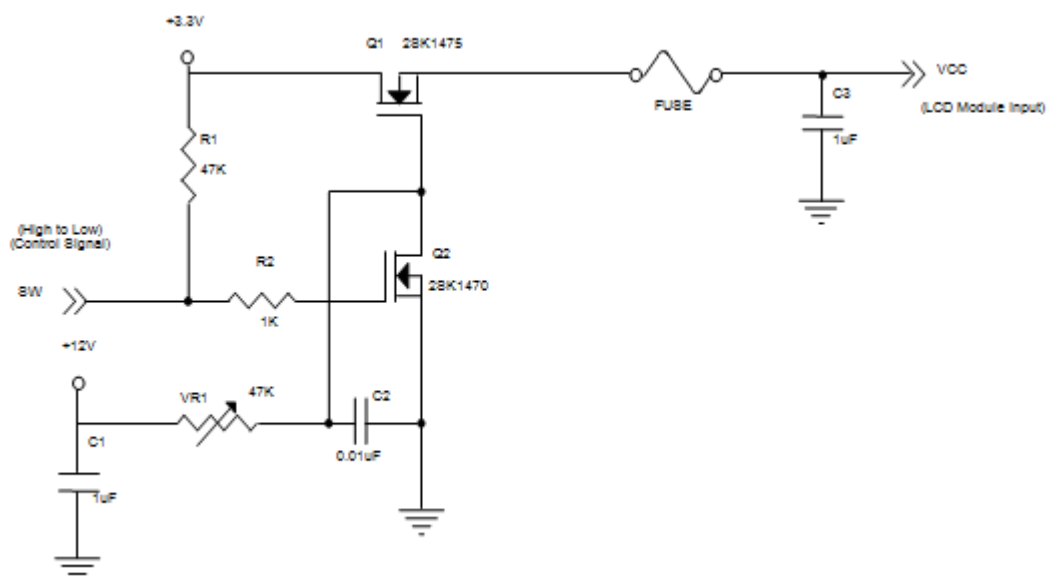 +3.3V
Q1 2SK1475
FUSE
VCC
(LCD Module Input)
C3
1uF
R1
47K
(High to Low)
(Control Signal)
SW
R2
1K
Q2
2SK1470
+12V
VR1
47K
C2
0.01uF
C1
1uF